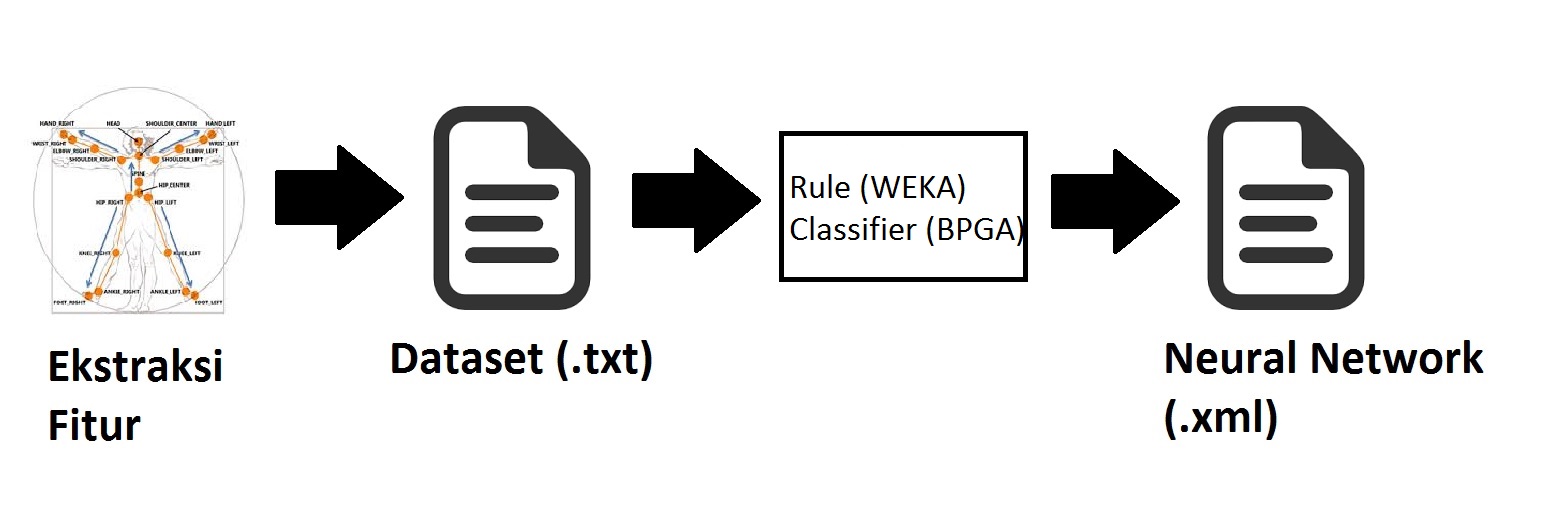 HAND_RIGHT
HEAD
SHOULDER_CENTER
HAND_LEFT
WRIST_RIGHT
WRIST_LEFT
ELBOW_RIGHT
ELBOW_LEFT
SHOULDER_RIGHT
SHOULDER_LEFT
SPINE
HIP_CENTER
HIP_RIGHT
HIP_LEFT
KNEE_RIGHT
KNEE_LEFT
ANKLE_RIGHT
ANKLE_LEFT
FOOT_RIGHT
FOOT_LEFT
Ekstraksi
Fitur
Dataset (.txt)
Rule (WEKA)
Classifier (BPGA)
Neural Network
(.xml)